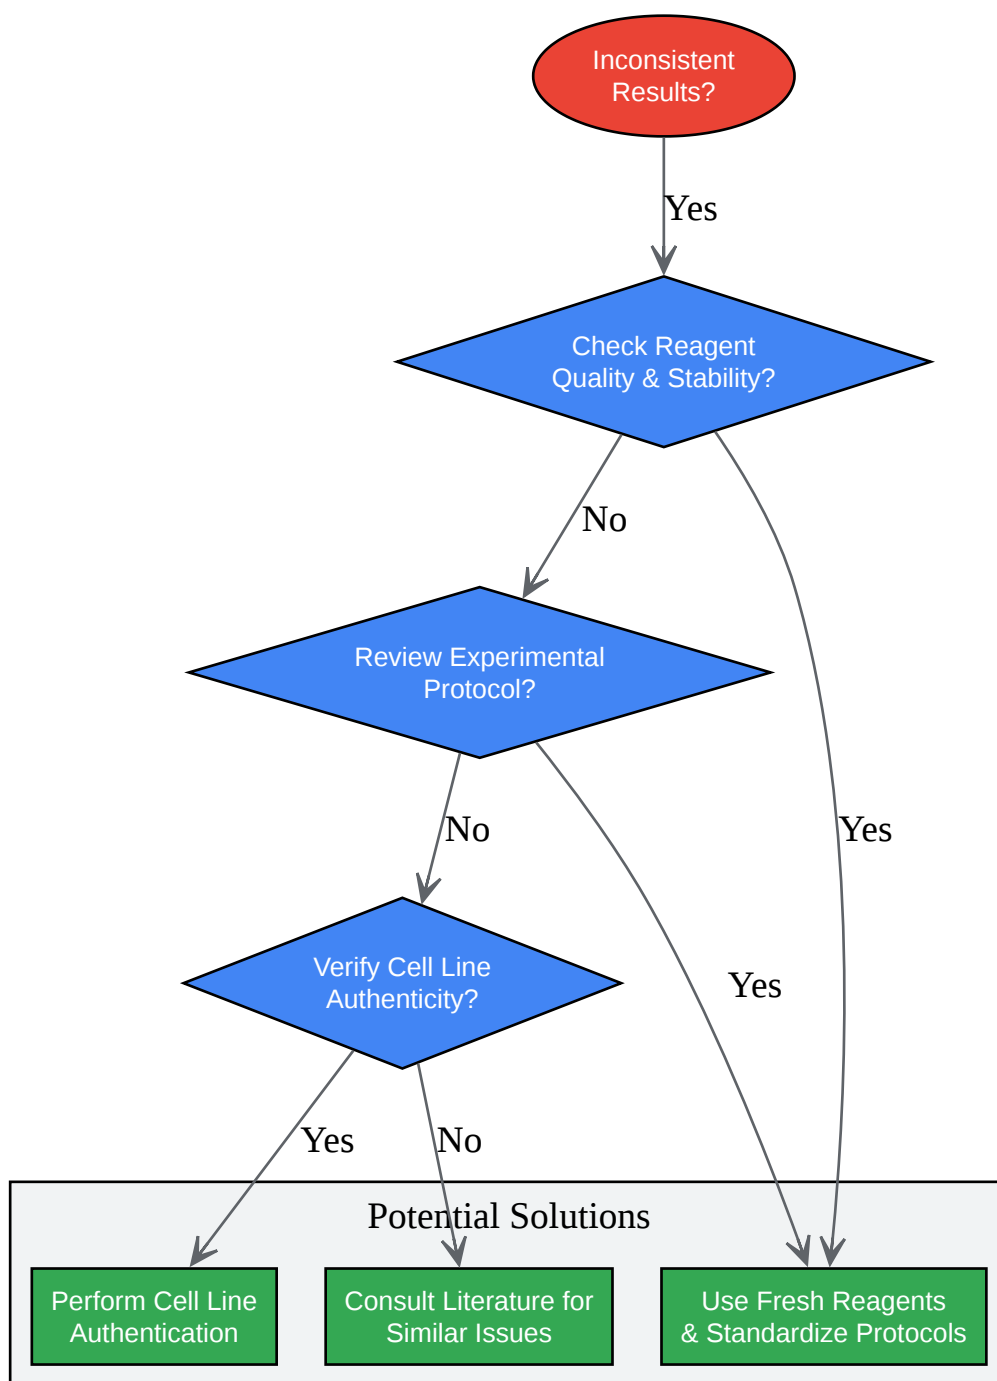 Inconsistent
Results?
Yes
Check Reagent
Quality & Stability?
No
Review Experimental
Protocol?
No
Yes
Verify Cell Line
Authenticity?
Yes
Yes
No
Potential Solutions
Perform Cell Line
Authentication
Consult Literature for
Similar Issues
Use Fresh Reagents
& Standardize Protocols